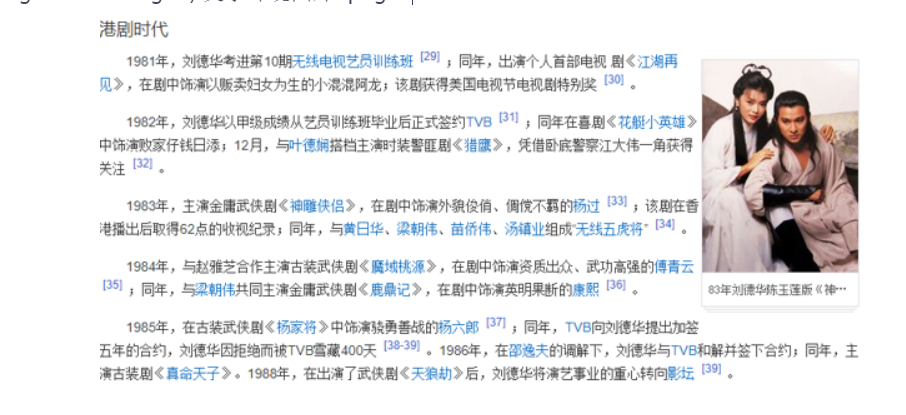 港剧时代
1981年，刘德华考进第10期无线电视艺员训练班 [29] ；同年，出演个人首部电视 剧《江湖再
见》，在剧中饰演以贩卖妇女为生的小混混阿龙；该剧获得美国电视节电视剧特别奖 [30] 。
1982年，刘德华以甲级成绩从艺员训练班毕业后正式签约TVB [31] ；同年在喜剧《花艇小英雄》
中饰演败家仔钱日添；12月，与叶德娴搭档主演时装警匪剧《猎鹰》，凭借卧底警察江大伟一角获得
关注 [32] 。
1983年，主演金庸武侠剧《神雕侠侣》，在剧中饰演外貌俊俏、倜傥不羁的杨过 [33] ；该剧在香
港播出后取得62点的收视纪录；同年，与黄日华、梁朝伟、苗侨伟、汤镇业组成"无线五虎将" [34] 。
83年刘德华陈玉莲版《神…
1984年，与赵雅芝合作主演古装武侠剧《魔域桃源》，在剧中饰演资质出众、武功高强的傅青云
[35] ；同年，与梁朝伟共同主演金庸武侠剧《鹿鼎记》，在剧中饰演英明果断的康熙 [36] 。
1985年，在古装武侠剧《杨家将》中饰演骁勇善战的杨六郎 [37] ；同年，TVB向刘德华提出加签
五年的合约，刘德华因拒绝而被TVB雪藏400天 [38-39] 。1986年，在邵逸夫的调解下，刘德华与TVB和解并签下合约；同年，主
演古装剧《真命天子》。1988年，在出演了武侠剧《天狼劫》后，刘德华将演艺事业的重心转向影坛 [39] 。